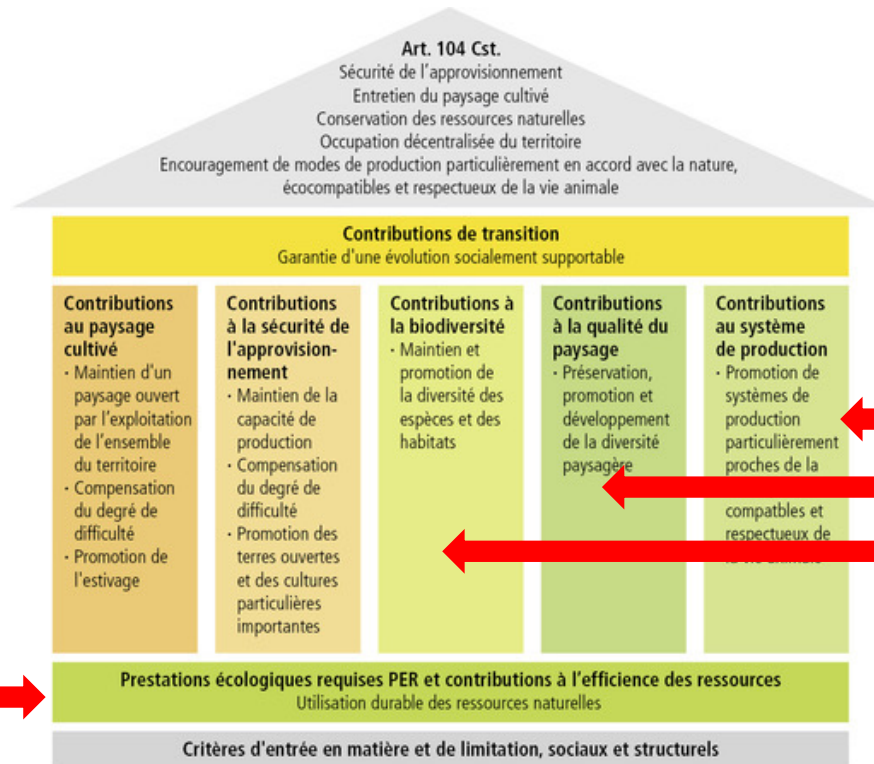 Art. 104 Cst.
Sécurité de l'approvisionnement
Entretien du paysage cultivé
Conservation des ressources naturelles
Occupation décentralisée du territoire
Encouragement de modes de production particulièrement en accord avec la nature,
écocompatibles et respectueux de la vie animale
Contributions de transition
Garantie d'une évolution socialement supportable
Contributions
au paysage
cultivé
· Maintien d'un
paysage ouvert
par l'exploitation
de l'ensemble
du territoire
· Compensation
du degré de
difficulté
· Promotion de
l'estivage
Contributions
à la sécurité de
l'approvision-
nement
· Maintien de la
capacité de
production
· Compensation
du degré de
difficulté
· Promotion des
terres ouvertes
et des cultures
particulières
importantes
Contributions à
la biodiversité
· Maintien et
promotion de
la diversité des
espèces et des
habitats
Contributions
à la qualité du
paysage
· Préservation,
promotion et
développement
de la diversité
paysagère
Contributions
au système
de production
· Promotion de
systèmes de
production
particulièrement
proches de la
compatbles et
respectueux de
Prestations écologiques requises PER et contributions à l'efficience des ressources
Utilisation durable des ressources naturelles
Critères d'entrée en matière et de limitation, sociaux et structurels